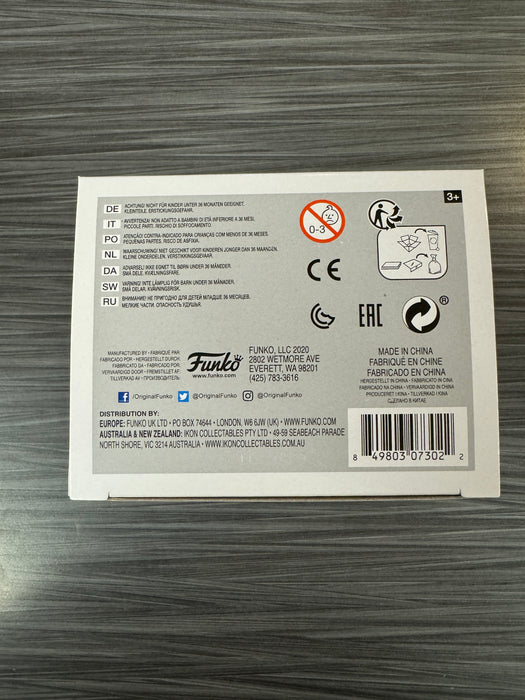 DE ACHTUNG! NICHT FÜR KINDER UNTER 36 MONATEN GEEIGNET.
KLEINTEILE. ERSTICKUNGSGEFAHR.
IT AVVERTENZA! NON ADATTO A BAMBINI DI ETÀ INFERIORE A 36 MESI,
PICCOLE PARTI. RISCHIO DI SOFFOCAMENTO.
PO ATENÇÃO! CONTRA-INDICADO PARA CRIANÇAS COM MENOS DE 36 MESES.
PEQUENAS PARTES. RISCO DE ASFIXIA.
NL WAARSCHUWING! NIET GESCHIKT VOOR KINDEREN JONGER DAN 36 MAANDEN.
KLEINE ONDERDELEN. VERSTIKKINGSGEVAAR.
DA ADVARSEL! IKKE EGNET TIL BØRN UNDER 36 MÅNEDER.
SMÅ DELE. KVÆLNINGSFARE.
SW VARNING! INTE LÄMPLIG FÖR BARN UNDER 36 MÅNADER.
SMÅ DELAR. KVÄVNINGSRISK.
RU ВНИМАНИЕ! НЕ ПРИГОДНО ДЛЯ ДЕТЕЙ МЛАДШЕ 36 МЕСЯЦЕВ.
МЕЛКИЕ ЧАСТИ. ОПАСНОСТЬ УДУШЬЯ.
0-3
3+
CE
EAC
®
MANUFACTURED BY • FABRIQUÉ PAR
FABRICADO POR • HERGESTELLT DURCH
FABBRICATO DA • FABRICADO POR
VERVAARDIGD DOOR • FREMSTILLET AF
TILLVERKAD AV • ПРОИЗВОДИТЕЛЬ
Funko
www.funko.com
FUNKO, LLC 2020
2802 WETMORE AVE
EVERETT, WA 98201
(425) 783-3616
MADE IN CHINA
FABRIQUÉ EN CHINE
FABRICADO EN CHINA
HERGESTELLT IN CHINA • FABBRICATO IN CINA
FABRICADO NA CHINA • VERVAARDIGD IN CHINA
PRODUCERET I KINA • TILLVERKAD I KINA
СДЕЛАНО В КИТАЕ
/OriginalFunko @OriginalFunko @OriginalFunko
DISTRIBUTION BY:
EUROPE: FUNKO UK LTD • PO BOX 74644 • LONDON, W6 6JW (UK) • WWW.FUNKO.COM
AUSTRALIA & NEW ZEALAND: IKON COLLECTABLES PTY LTD • 49-59 SEABEACH PARADE
NORTH SHORE, VIC 3214 AUSTRALIA • WWW.IKONCOLLECTABLES.COM.AU
8 49803 07302 2